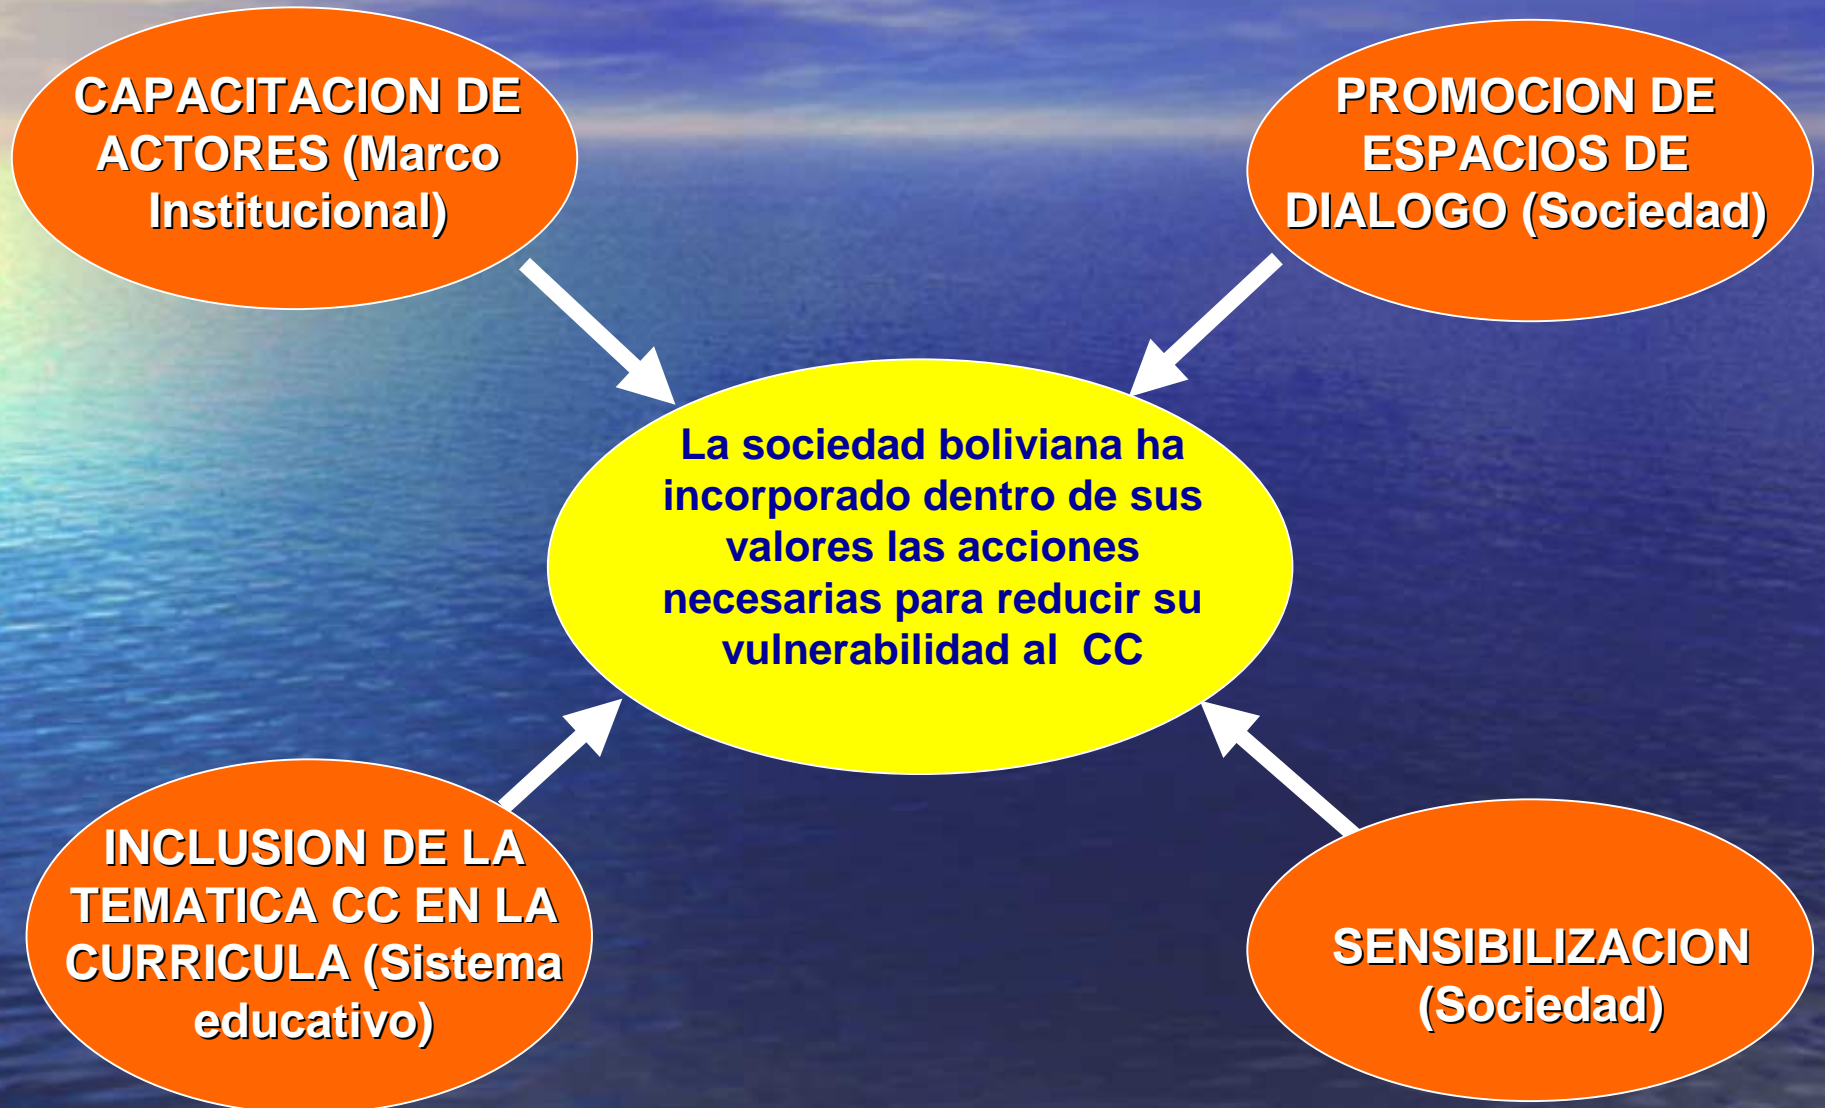 CAPACITACION DE
ACTORES (Marco
Institucional)
PROMOCION DE
ESPACIOS DE
DIALOGO (Sociedad)
La sociedad boliviana ha
incorporado dentro de sus
valores las acciones
necesarias para reducir su
vulnerabilidad al  CC
INCLUSION DE LA
TEMATICA CC EN LA
CURRICULA (Sistema
educativo)
SENSIBILIZACION
(Sociedad)